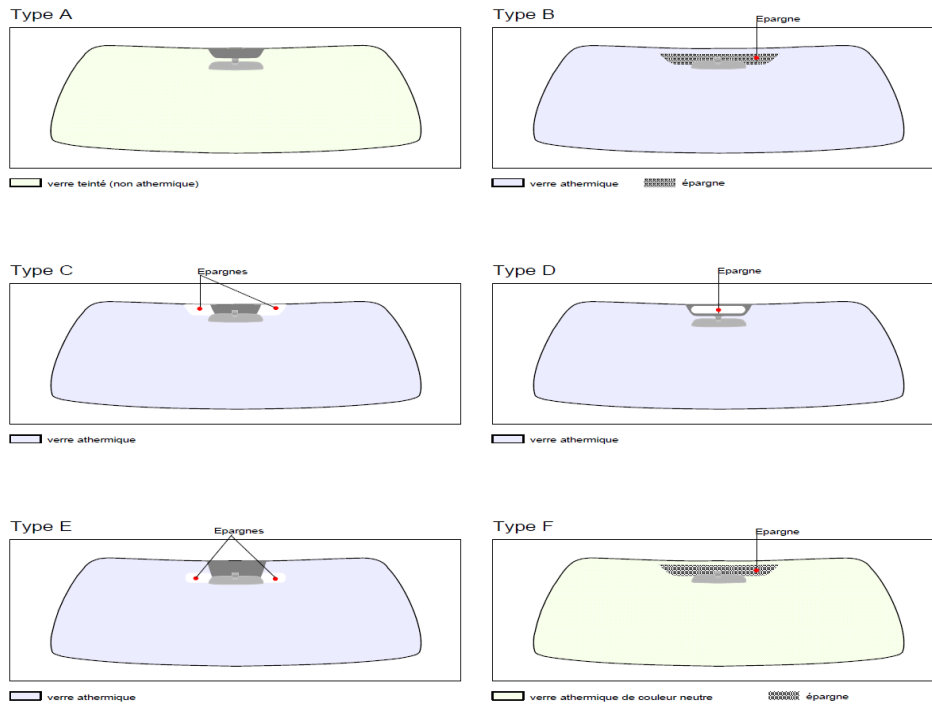 Type A
verre teinté (non athermique)
Type B
Epargne
verre athermique
épargne
Type C
Epargnes
verre athermique
Type D
Epargne
verre athermique
Type E
Epargnes
verre athermique
Type F
Epargne
verre athermique de couleur neutre
épargne